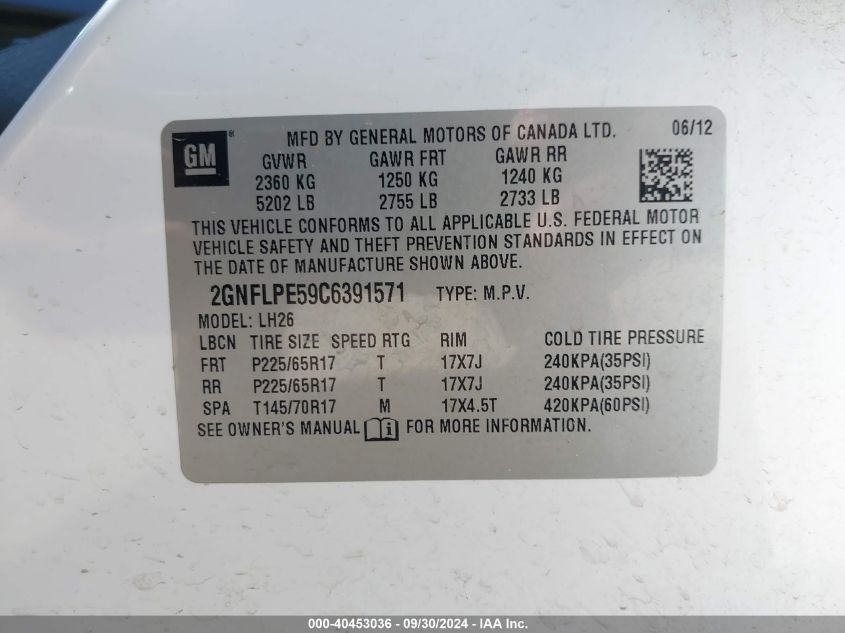 GM ® MFD BY GENERAL MOTORS OF CANADA LTD. 06/12
GVWR GAWR FRT GAWR RR
2360 KG 1250 KG 1240 KG
5202 LB 2755 LB 2733 LB
THIS VEHICLE CONFORMS TO ALL APPLICABLE U.S. FEDERAL MOTOR
VEHICLE SAFETY AND THEFT PREVENTION STANDARDS IN EFFECT ON
THE DATE OF MANUFACTURE SHOWN ABOVE.
2GNFLPE59C6391571 TYPE: M.P.V.
MODEL: LH26
LBCN TIRE SIZE SPEED RTG RIM COLD TIRE PRESSURE
FRT P225/65R17 T 17X7J 240KPA(35PSI)
RR P225/65R17 T 17X7J 240KPA(35PSI)
SPA T145/70R17 M 17X4.5T 420KPA(60PSI)
SEE OWNER'S MANUAL i FOR MORE INFORMATION.
000-40453036 - 09/30/2024 - IAA Inc.